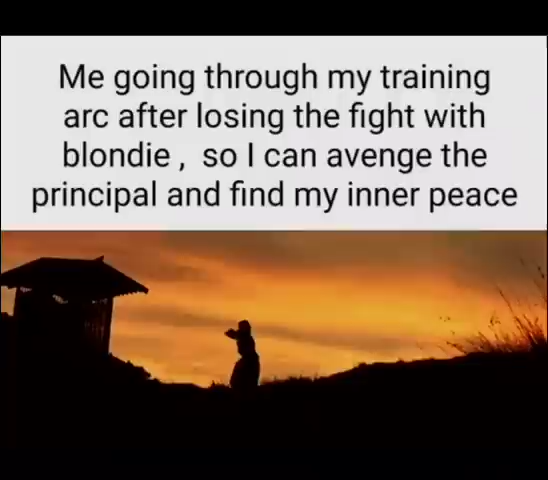 Me going through my training
arc after losing the fight with
blondie , so I can avenge the
principal and find my inner peace